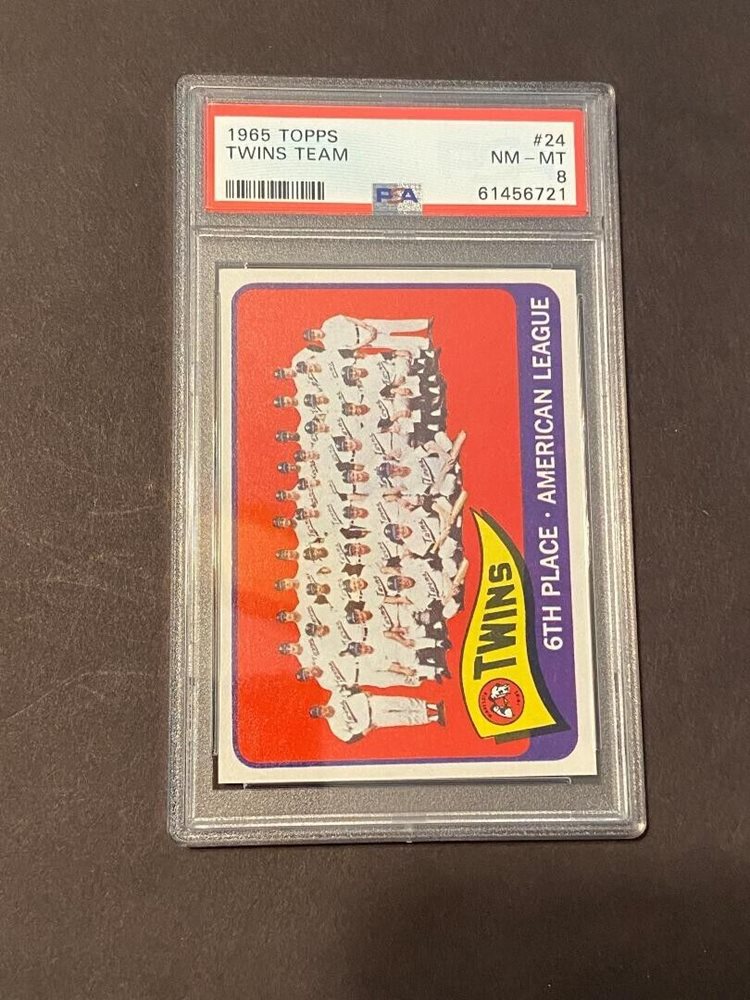 1965 TOPPS
#24
TWINS TEAM
NM - MT
8
PSA
61456721
TWINS
6TH PLACE · AMERICAN LEAGUE